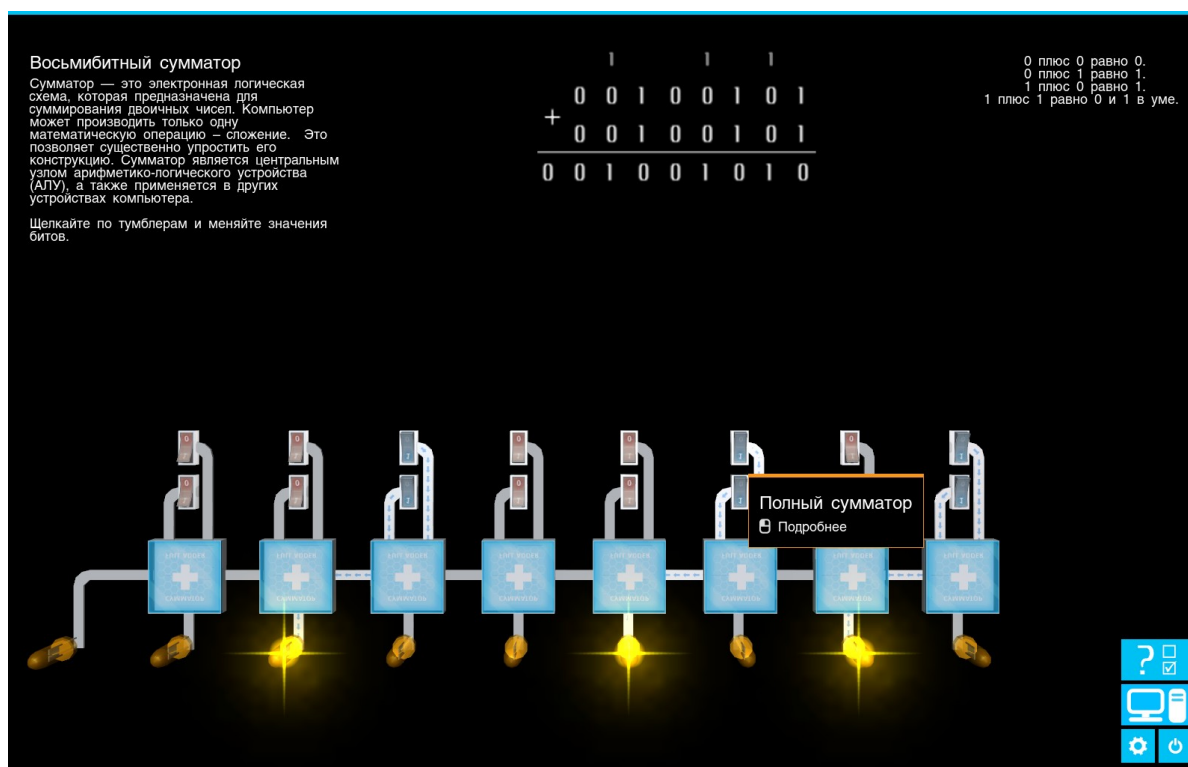 Восьмибитный сумматор
Сумматор — это электронная логическая
схема, которая предназначена для
суммирования двоичных чисел. Компьютер
может производить только одну
математическую операцию – сложение. Это
позволяет существенно упростить его
конструкцию. Сумматор является центральным
узлом арифметико-логического устройства
(АЛУ), а также применяется в других
устройствах компьютера.
Щелкайте по тумблерам и меняйте значения
битов.
1 1 1
0 0 1 0 0 1 0 1
+
0 0 1 0 0 1 0 1
0 0 1 0 0 1 0 1 0
0 плюс 0 равно 0.
0 плюс 1 равно 1.
1 плюс 0 равно 1.
1 плюс 1 равно 0 и 1 в уме.
Полный сумматор
Подробнее